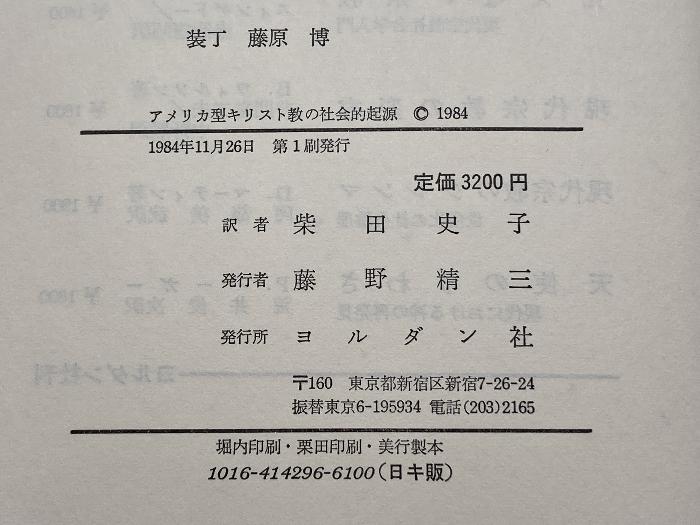 装丁 藤原 博
アメリカ型キリスト教の社会的起源 © 1984
1984年11月26日 第1刷発行
定価3200円
訳者 柴田史子
発行者 藤野精三
発行所 ヨルダン社
〒160 東京都新宿区新宿7-26-24
振替東京6-195934 電話(203)2165
堀内印刷・栗田印刷・美行製本
1016-414296-6100(日キ販)